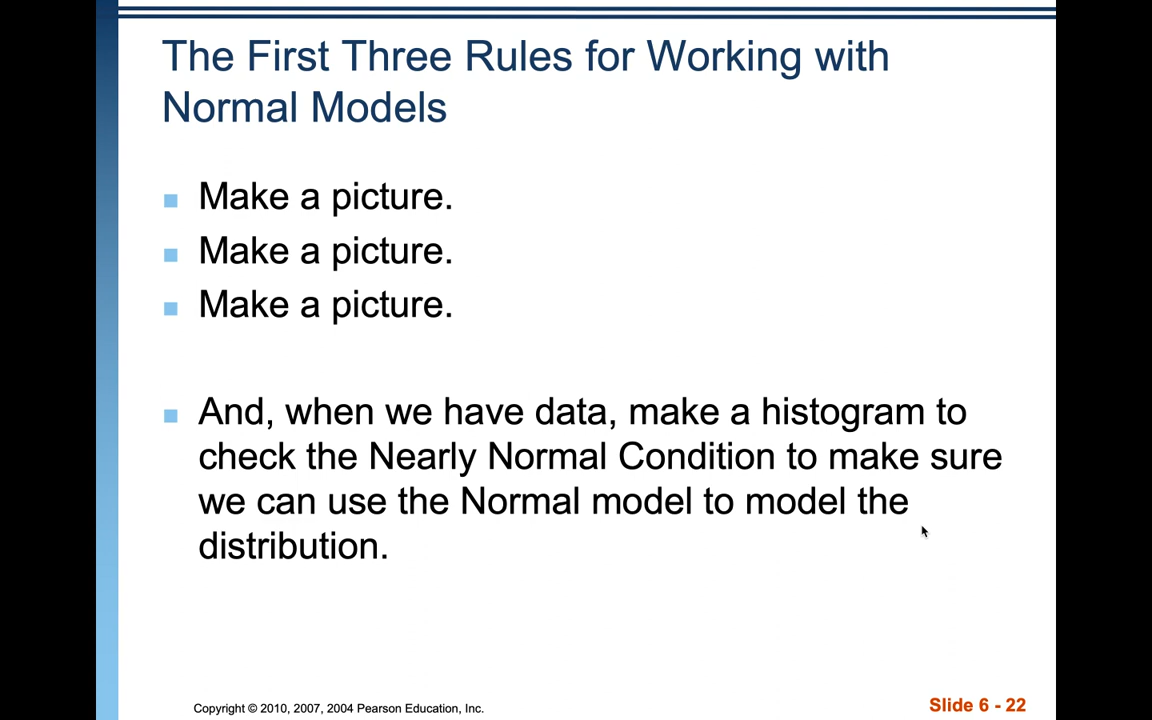 The First Three Rules for Working with
Normal Models
Make a picture.
Make a picture.
Make a picture.
And, when we have data, make a histogram to
check the Nearly Normal Condition to make sure
we can use the Normal model to model the
distribution.
Copyright © 2010, 2007, 2004 Pearson Education, Inc.
Slide 6 - 22